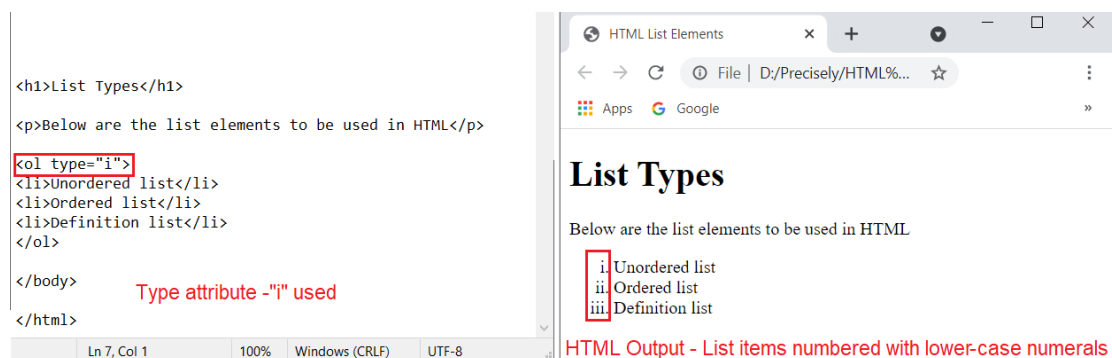 <h1>List Types</h1>
<p>Below are the list elements to be used in HTML</p>
<ol type="i">
<li>Unordered list</li>
<li>Ordered list</li>
<li>Definition list</li>
</ol>
</body>
Type attribute -"i" used
</html>
Ln 7, Col 1 100% Windows (CRLF) UTF-8
HTML List Elements
File | D:/Precisely/HTML%...
Apps G Google
»
List Types
Below are the list elements to be used in HTML
i. Unordered list
ii. Ordered list
iii. Definition list
HTML Output - List items numbered with lower-case numerals